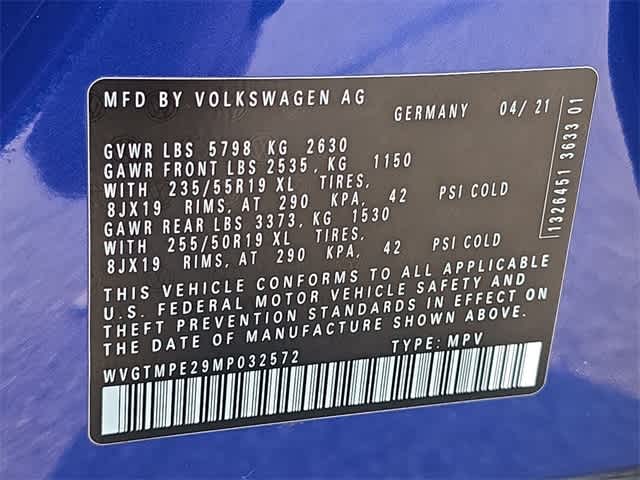 MFD BY VOLKSWAGEN AG GERMANY 04/ 21
GVWR LBS 5798 KG 2630
GAWR FRONT LBS 2535, KG 1150
WITH 235/55R19 XL TIRES,
8JX19 RIMS, AT 290 KPA, 42 PSI COLD
GAWR REAR LBS 3373, KG 1530
WITH 255/50R19 XL TIRES,
8JX19 RIMS, AT 290 KPA, 42 PSI COLD
THIS VEHICLE CONFORMS TO ALL APPLICABLE
U.S. FEDERAL MOTOR VEHICLE SAFETY AND
THEFT PREVENTION STANDARDS IN EFFECT ON
THE DATE OF MANUFACTURE SHOWN ABOVE.
WVGTMPE29MP032572 TYPE: MPV
1326451 3633 01